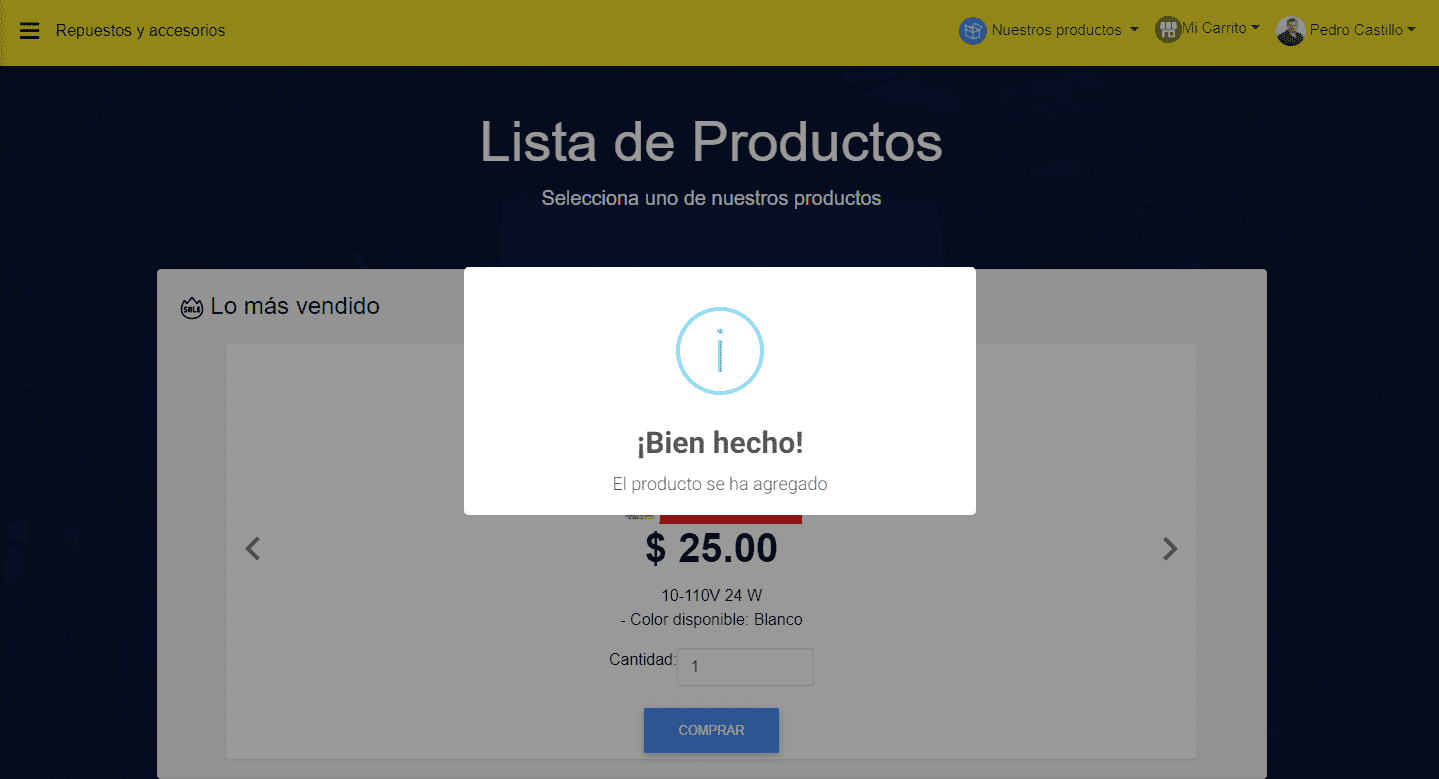 Repuestos y accesorios
Nuestros productos
Mi Carrito
Pedro Castillo
Lista de Productos
Selecciona uno de nuestros productos
SALE
Lo más vendido
¡Bien hecho!
El producto se ha agregado
$ 25.00
10-110V 24 W
- Color disponible: Blanco
Cantidad: 1
COMPRAR